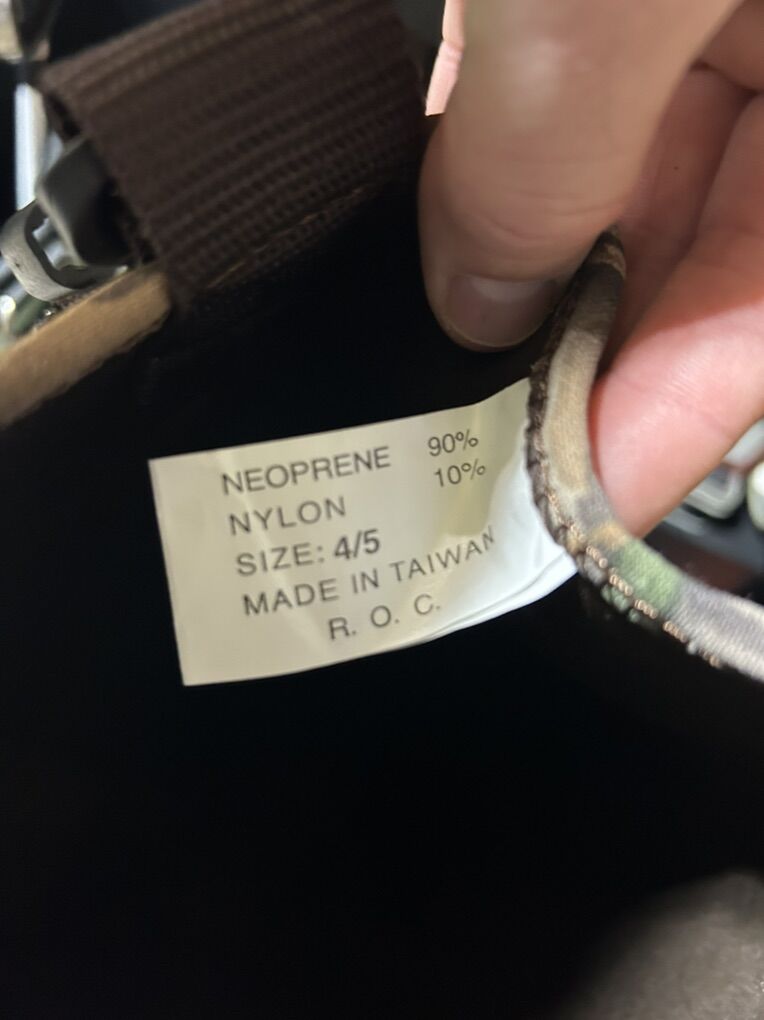 NEOPRENE 90%
NYLON 10%
SIZE: 4/5
MADE IN TAIWAN
R. O. C.